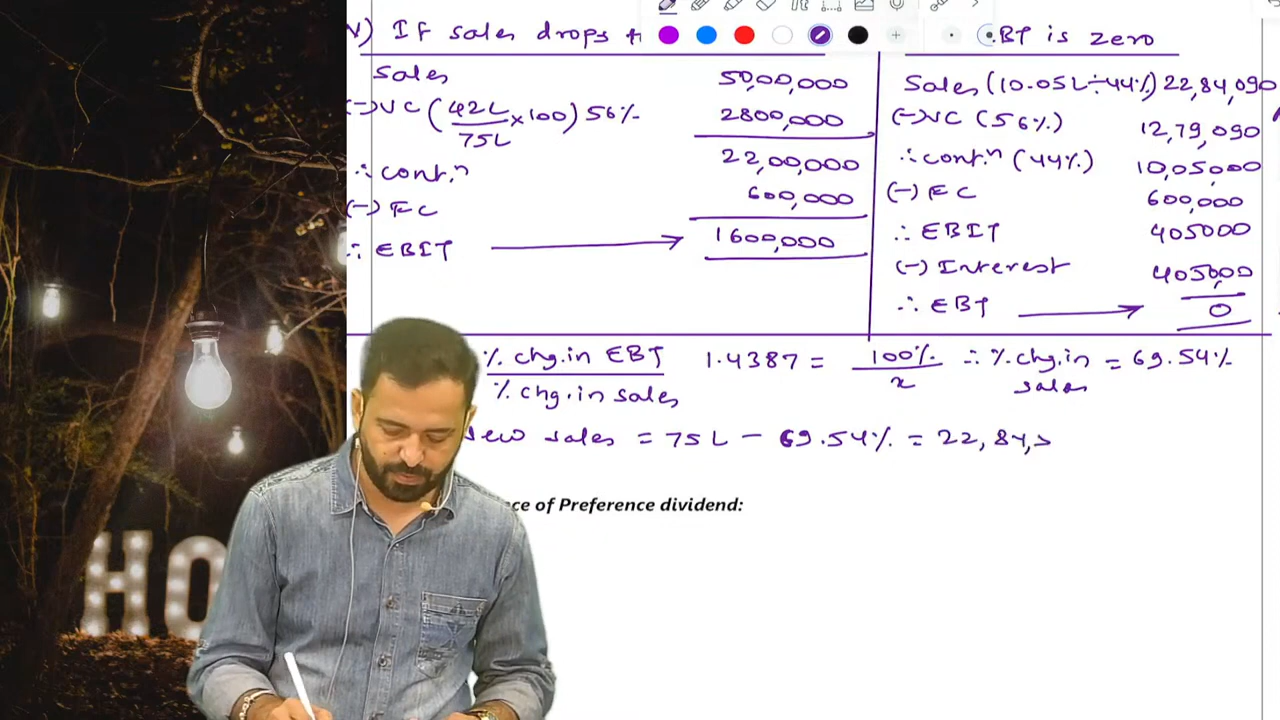 v) If sales drops t
Sales 50,00,000
(-) VC (42L/75L x 100) 56% 2800,000
∴ contⁿ 22,00,000
(-) FC 600,000
∴ EBIT → 1600,000
BT is zero
Sales (10.05L ÷ 44%) 22,84,090
(-) VC (56%) 12,79,090
∴ contⁿ (44%) 10,05,000
(-) FC 600,000
∴ EBIT 405000
(-) Interest 405,000
∴ EBT → 0
% chg. in EBT / % chg. in sales 1.4387 = 100% / x ∴ % chg. in sales = 69.54%
New sales = 75L - 69.54% = 22,84,
ce of Preference dividend:
HO